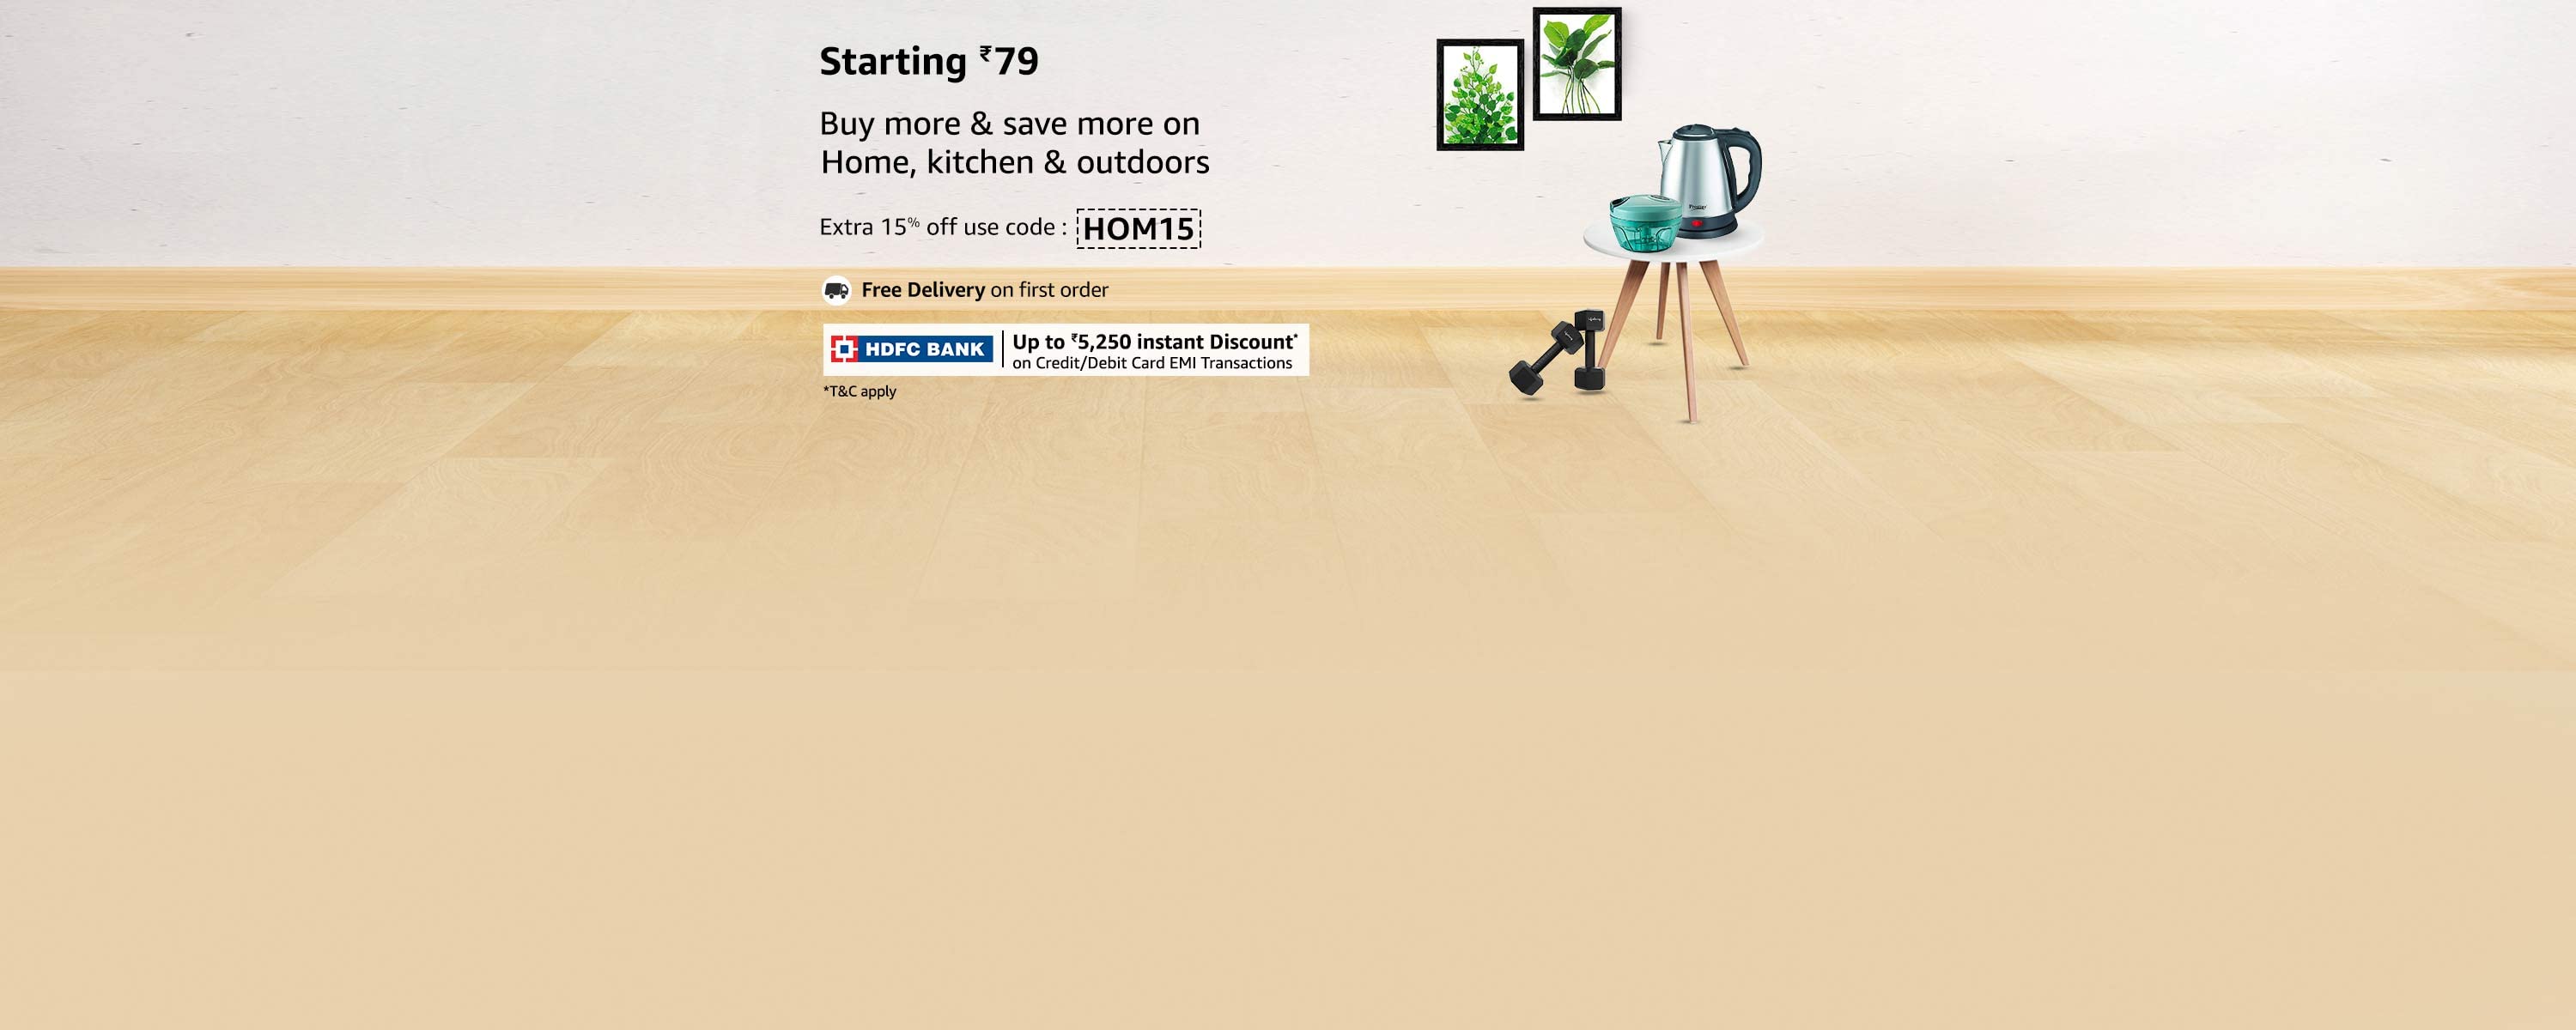 Starting ₹79
Buy more & save more on
Home, kitchen & outdoors
Extra 15% off use code : HOM15
Free Delivery on first order
HDFC BANK
Up to ₹5,250 instant Discount*
on Credit/Debit Card EMI Transactions
*T&C apply